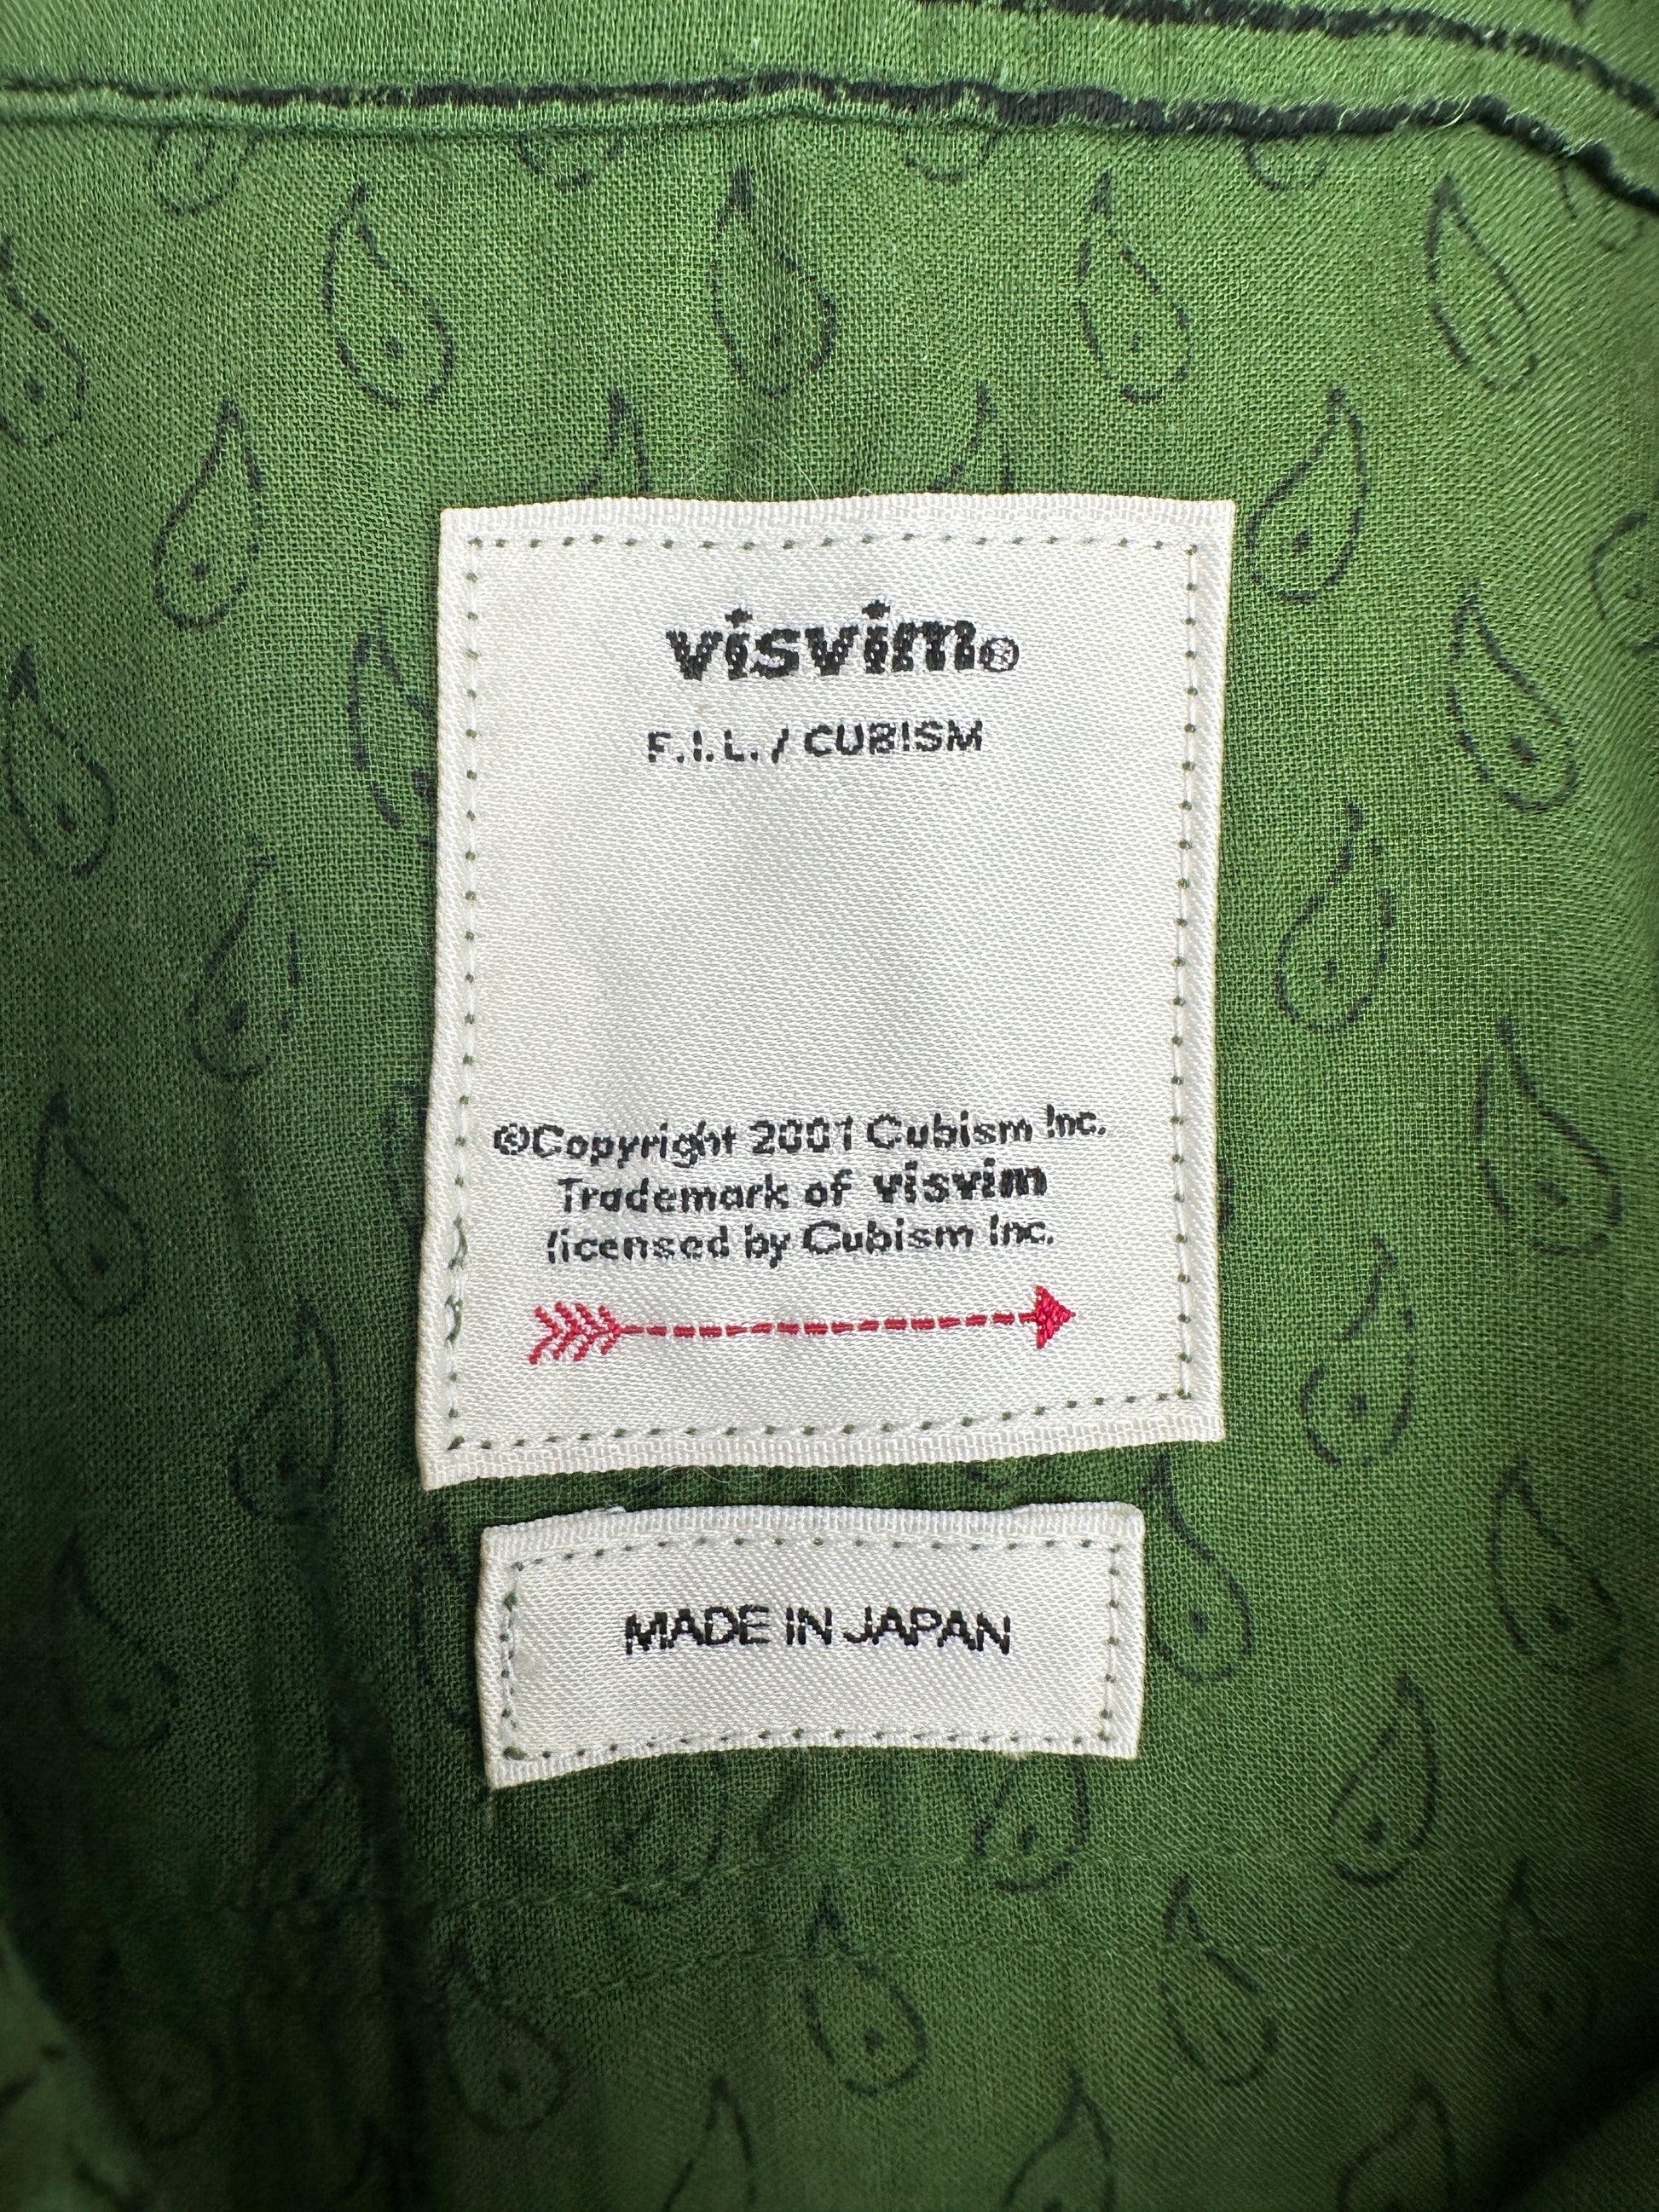 visvim®
F.I.L. / CUBISM
©Copyright 2001 Cubism Inc.
Trademark of visvim
licensed by Cubism Inc.
MADE IN JAPAN